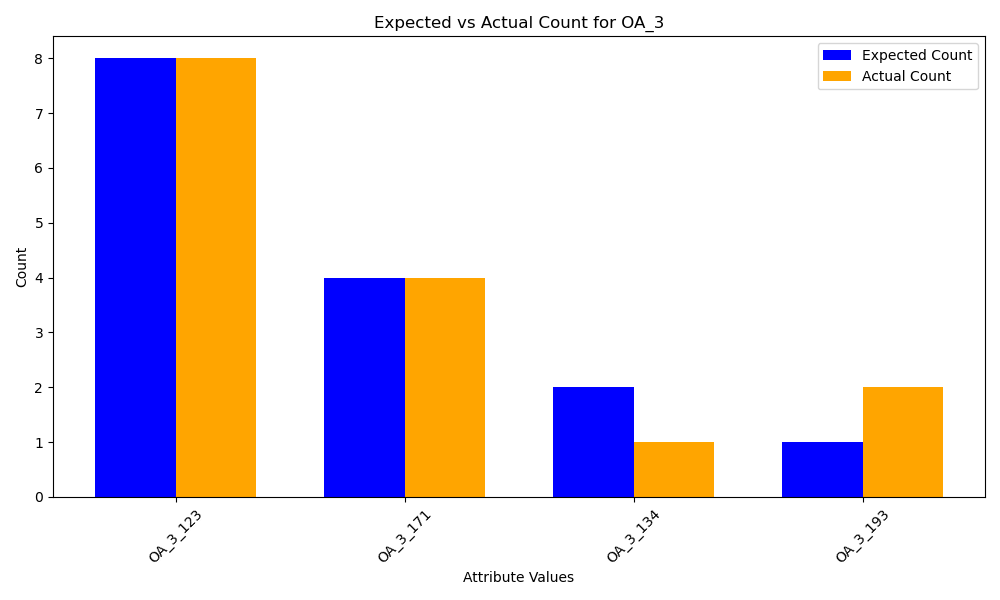 Expected vs Actual Count for OA_3
Expected Count
Actual Count
Count
8
7
6
5
4
3
2
1
0
OA_3_123
OA_3_171
OA_3_134
OA_3_193
Attribute Values